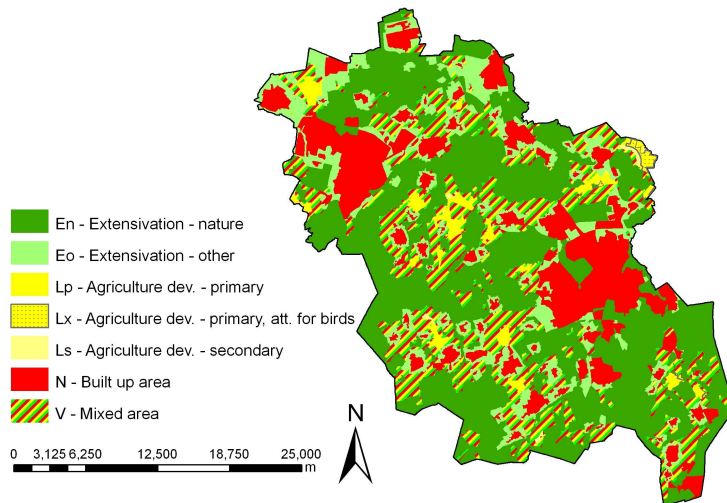 En - Extensivation - nature
Eo - Extensivation - other
Lp - Agriculture dev. - primary
Lx - Agriculture dev. - primary, att. for birds
Ls - Agriculture dev. - secondary
N - Built up area
V - Mixed area
N
0 3,125 6,250 12,500 18,750 25,000
m